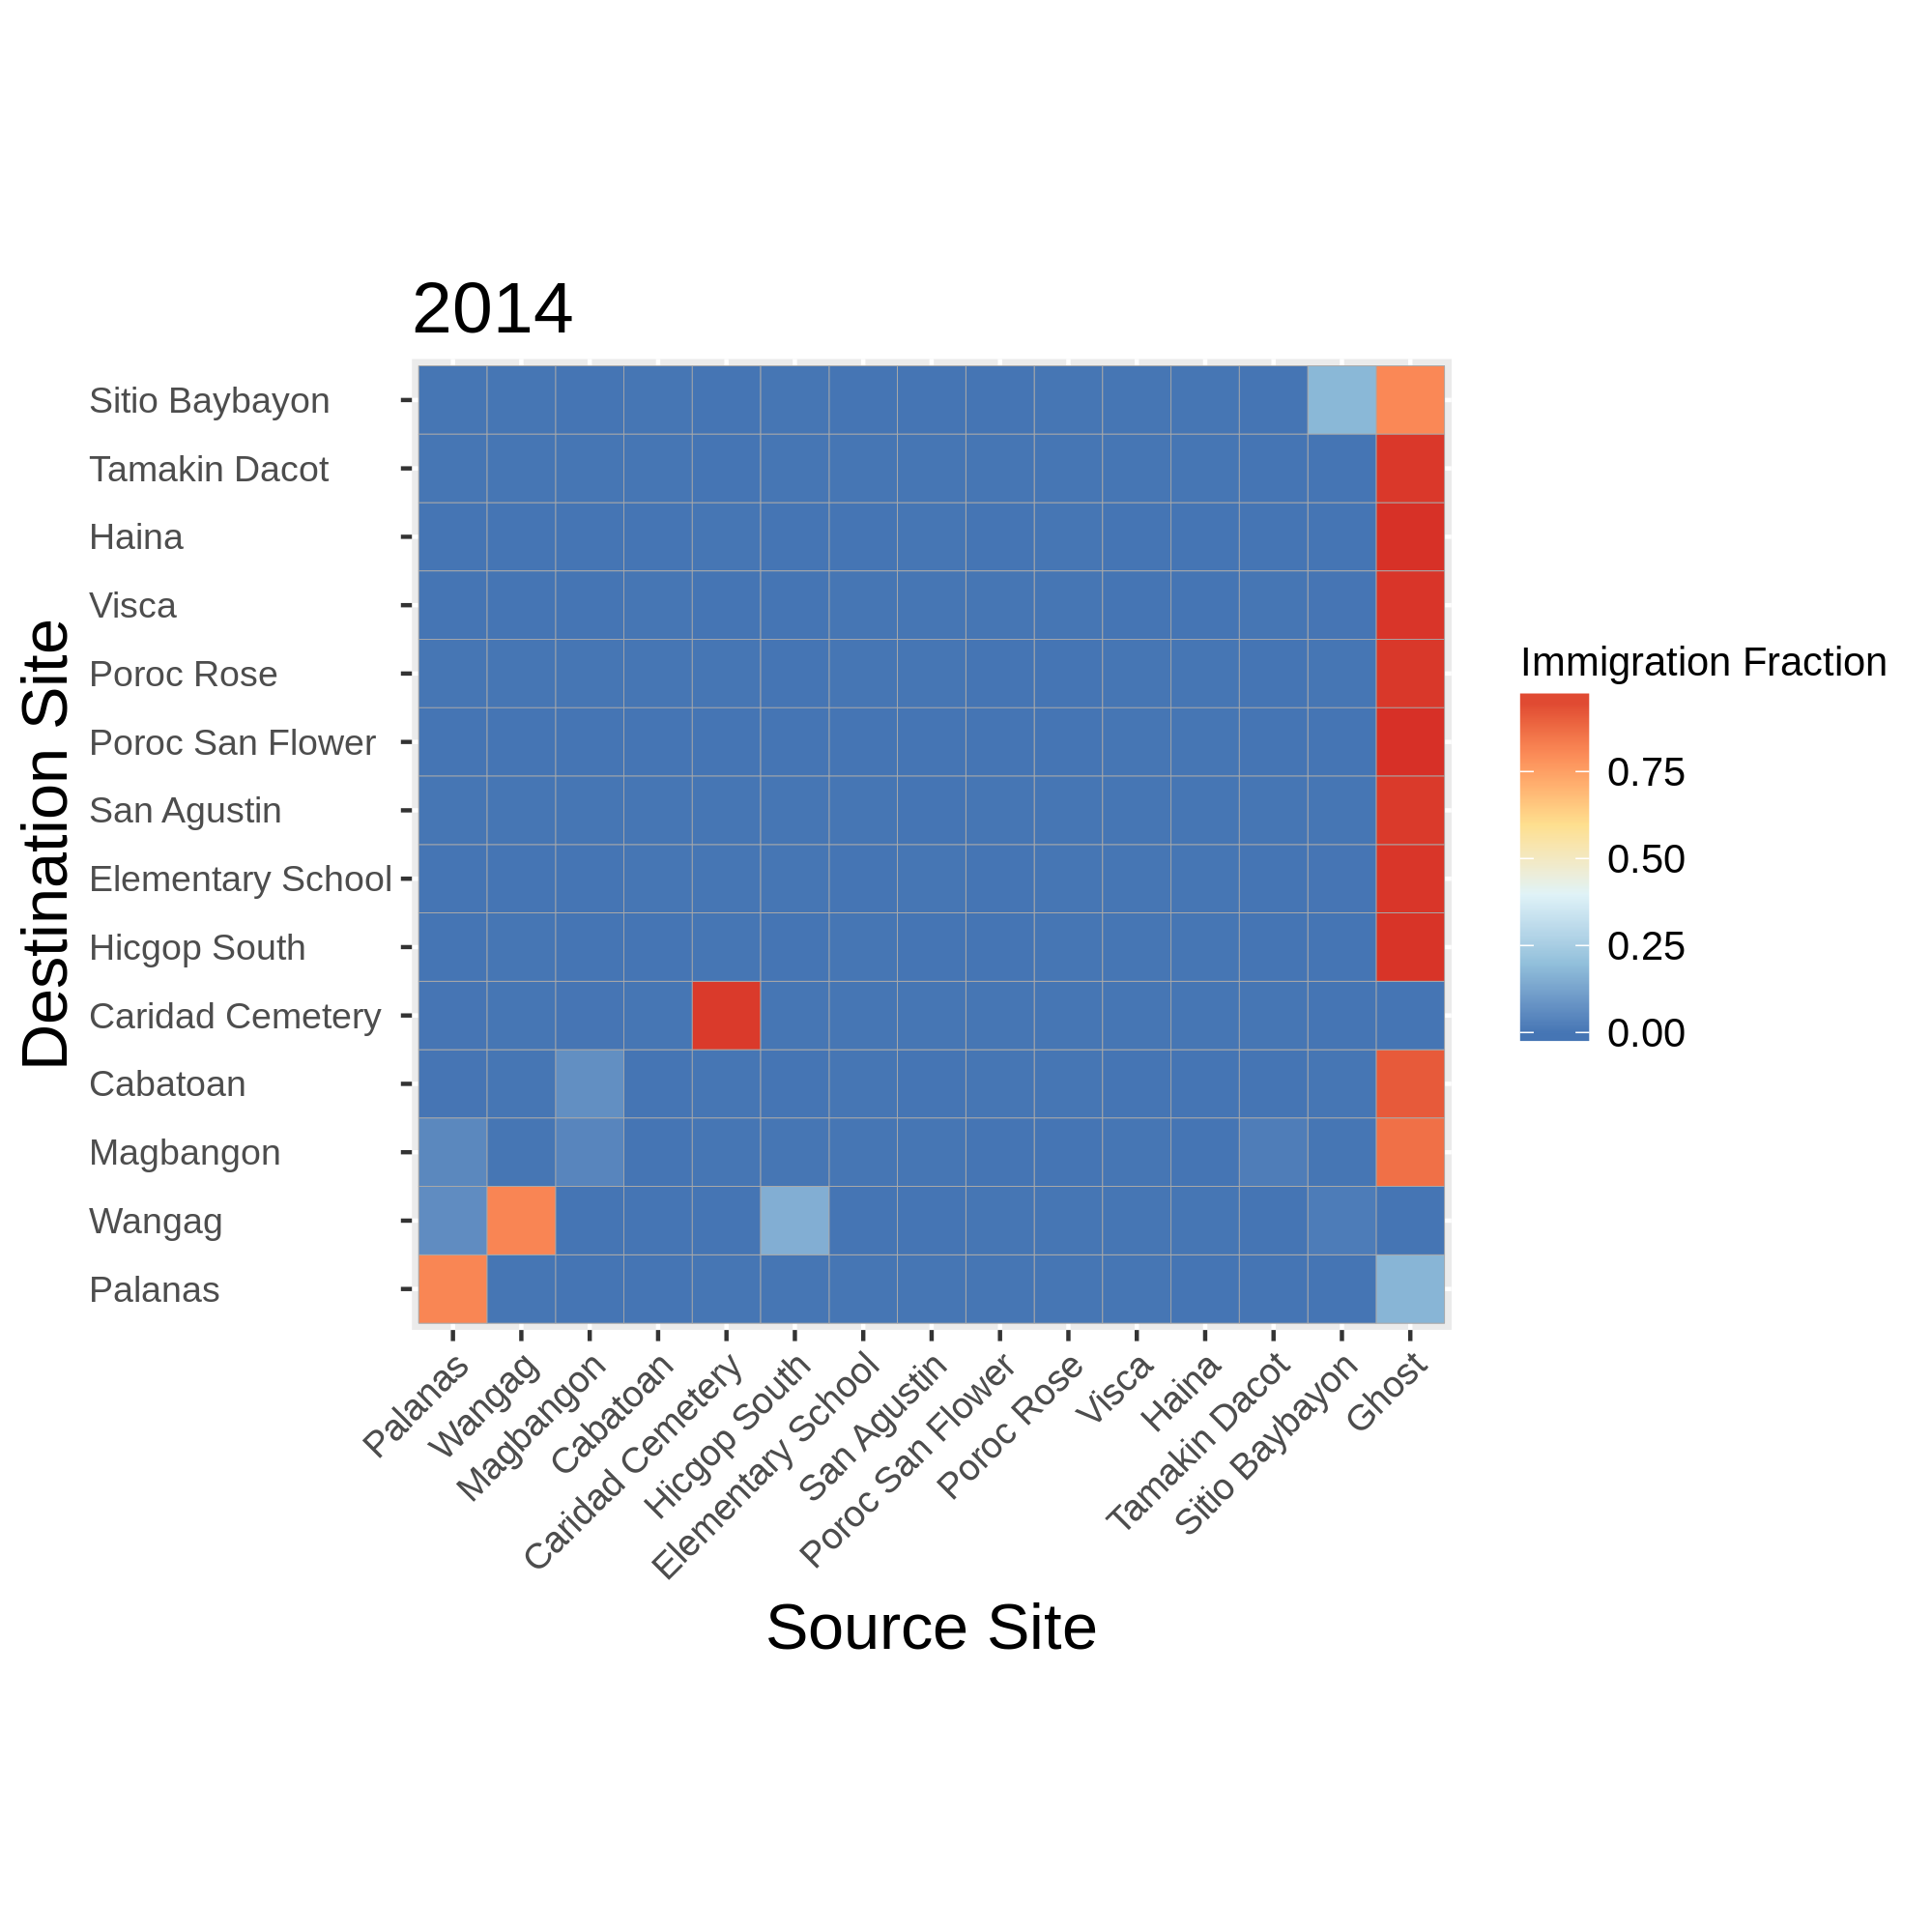 2014
Sitio Baybayon
Tamakin Dacot
Haina
Visca
Poroc Rose
Poroc San Flower
San Agustin
Elementary School
Hicgop South
Caridad Cemetery
Cabatoan
Magbangon
Wangag
Palanas
Destination Site
Palanas
Wangag
Magbangon
Cabatoan
Caridad Cemetery
Hicgop South
Elementary School
San Agustin
Poroc San Flower
Poroc Rose
Visca
Haina
Tamakin Dacot
Sitio Baybayon
Ghost
Source Site
Immigration Fraction
0.75
0.50
0.25
0.00